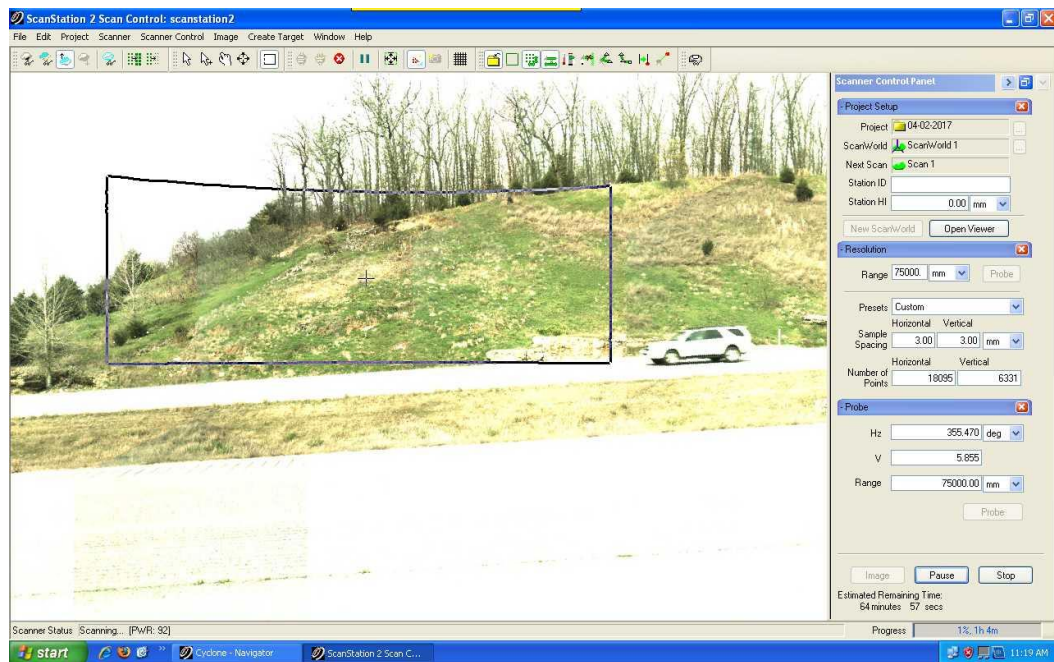 ScanStation 2 Scan Control: scanstation2
File Edit Project Scanner Scanner Control Image Create Target Window Help
Scanner Control Panel
- Project Setup
Project 04-02-2017
ScanWorld ScanWorld 1
Next Scan Scan 1
Station ID
Station HI 0.00 mm
New ScanWorld Open Viewer
- Resolution
Range 75000. mm Probe
Presets Custom
Horizontal Vertical
Sample Spacing 3.00 3.00 mm
Horizontal Vertical
Number of Points 18095 6331
- Probe
Hz 355.470 deg
V 5.855
Range 75000.00 mm
Probe
Image Pause Stop
Estimated Remaining Time:
64 minutes 57 secs
Scanner Status Scanning... [PWR: 92] Progress 1%, 1h 4m
start Cyclone - Navigator ScanStation 2 Scan C... 11:19 AM